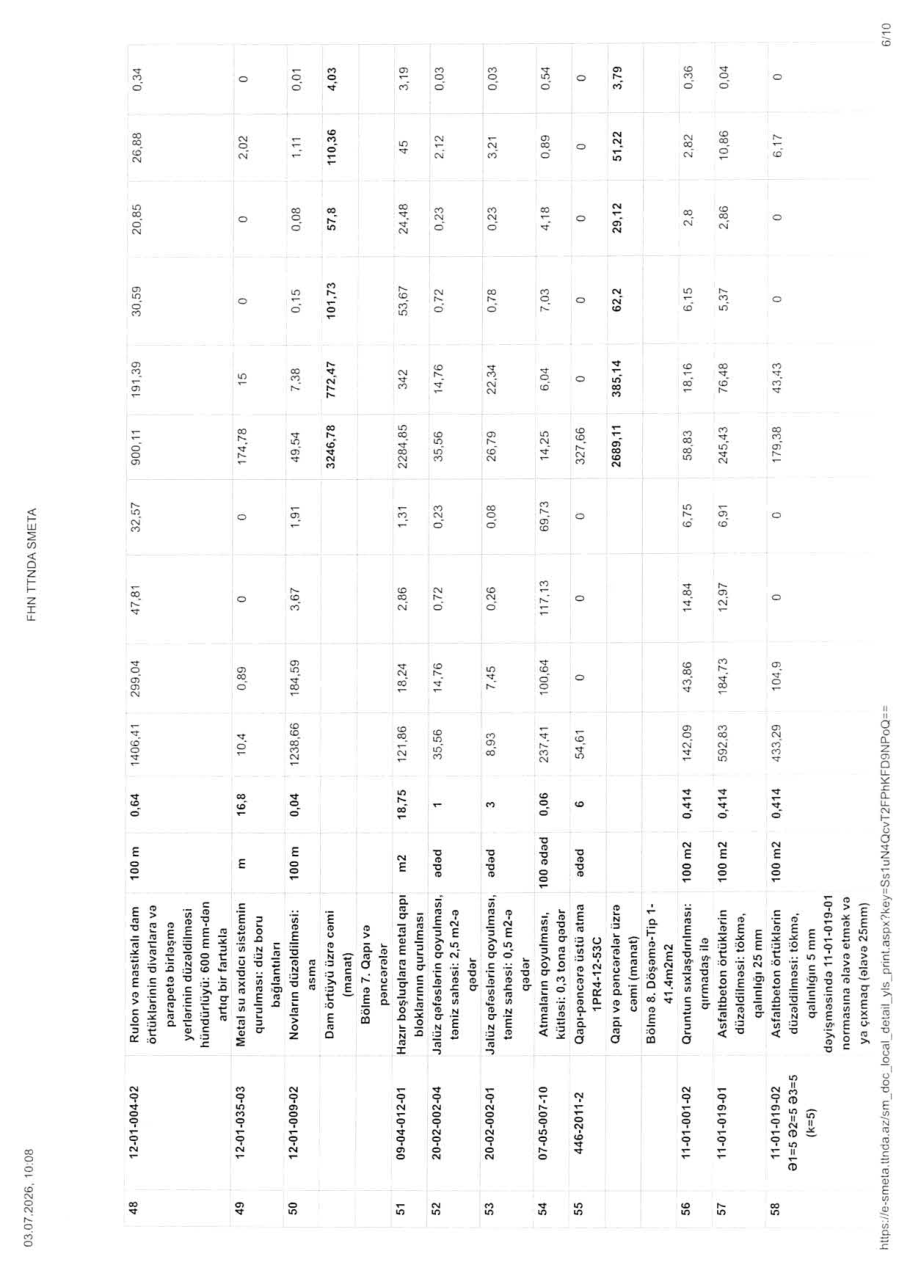 03.07.2026, 10:08
FHN TTNDA SMETA
48 12-01-004-02 Rulon və mastikalı dam 100 m 0,64 1406,41 299,04 47,81 32,57 900,11 191,39 30,59 20,85 26,88 0,34
örtüklərinin divarlara və
parapetə birləşmə
yerlərinin düzəldilməsi
hündürlüyü: 600 mm-dən
artıq bir fartukla
49 12-01-035-03 Metal su axıdıcı sistemin m 16,8 10,4 0,89 0 0 174,78 15 0 0 2,02 0
qurulması: düz boru
bağlantıları
50 12-01-009-02 Novların düzəldilməsi: 100 m 0,04 1238,66 184,59 3,67 1,91 49,54 7,38 0,15 0,08 1,11 0,01
asma
Dam örtüyü üzrə cəmi 3246,78 772,47 101,73 57,8 110,36 4,03
(manat)
Bölmə 7. Qapı və
pəncərələr
51 09-04-012-01 Hazır boşluqlara metal qapı m2 18,75 121,86 18,24 2,86 1,31 2284,85 342 53,67 24,48 45 3,19
bloklarının qurulması
52 20-02-002-04 Jalüz qəfəslərin qoyulması, ədəd 1 35,56 14,76 0,72 0,23 35,56 14,76 0,72 0,23 2,12 0,03
təmiz sahəsi: 2,5 m2-ə
qədər
53 20-02-002-01 Jalüz qəfəslərin qoyulması, ədəd 3 8,93 7,45 0,26 0,08 26,79 22,34 0,78 0,23 3,21 0,03
təmiz sahəsi: 0,5 m2-ə
qədər
54 07-05-007-10 Atmaların qoyulması, 100 ədəd 0,06 237,41 100,64 117,13 69,73 14,25 6,04 7,03 4,18 0,89 0,54
kütləsi: 0,3 tona qədər
55 446-2011-2 Qapı-pəncərə üstü atma ədəd 6 54,61 0 0 0 327,66 0 0 0 0 0
1PR4-12-53C
Qapı və pəncərələr üzrə 2689,11 385,14 62,2 29,12 51,22 3,79
cəmi (manat)
Bölmə 8. Döşəmə-Tip 1-
41,4m2m2
56 11-01-001-02 Qruntun sıxlaşdırılması: 100 m2 0,414 142,09 43,86 14,84 6,75 58,83 18,16 6,15 2,8 2,82 0,36
qırmadaş ilə
57 11-01-019-01 Asfaltbeton örtüklərin 100 m2 0,414 592,83 184,73 12,97 6,91 245,43 76,48 5,37 2,86 10,86 0,04
düzəldilməsi: tökmə,
qalınlığı 25 mm
58 11-01-019-02 Asfaltbeton örtüklərin 100 m2 0,414 433,29 104,9 0 0 179,38 43,43 0 0 6,17 0
Ə1=5 Ə2=5 Ə3=5 düzəldilməsi: tökmə,
(k=5) qalınlığın 5 mm
dəyişməsində 11-01-019-01
normasına əlavə etmək və
ya çıxmaq (əlavə 25mm)
https://e-smeta.ttnda.az/sm_doc_local_detail_yls_print.aspx?key=Ss1uN4QcvT2FPhKFD9NPoQ==
6/10